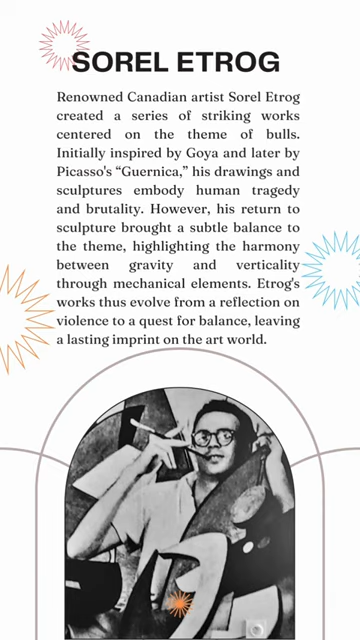 SOREL ETROG
Renowned Canadian artist Sorel Etrog
created a series of striking works
centered on the theme of bulls.
Initially inspired by Goya and later by
Picasso's “Guernica,” his drawings and
sculptures embody human tragedy
and brutality. However, his return to
sculpture brought a subtle balance to
the theme, highlighting the harmony
between gravity and verticality
through mechanical elements. Etrog's
works thus evolve from a reflection on
violence to a quest for balance, leaving
a lasting imprint on the art world.